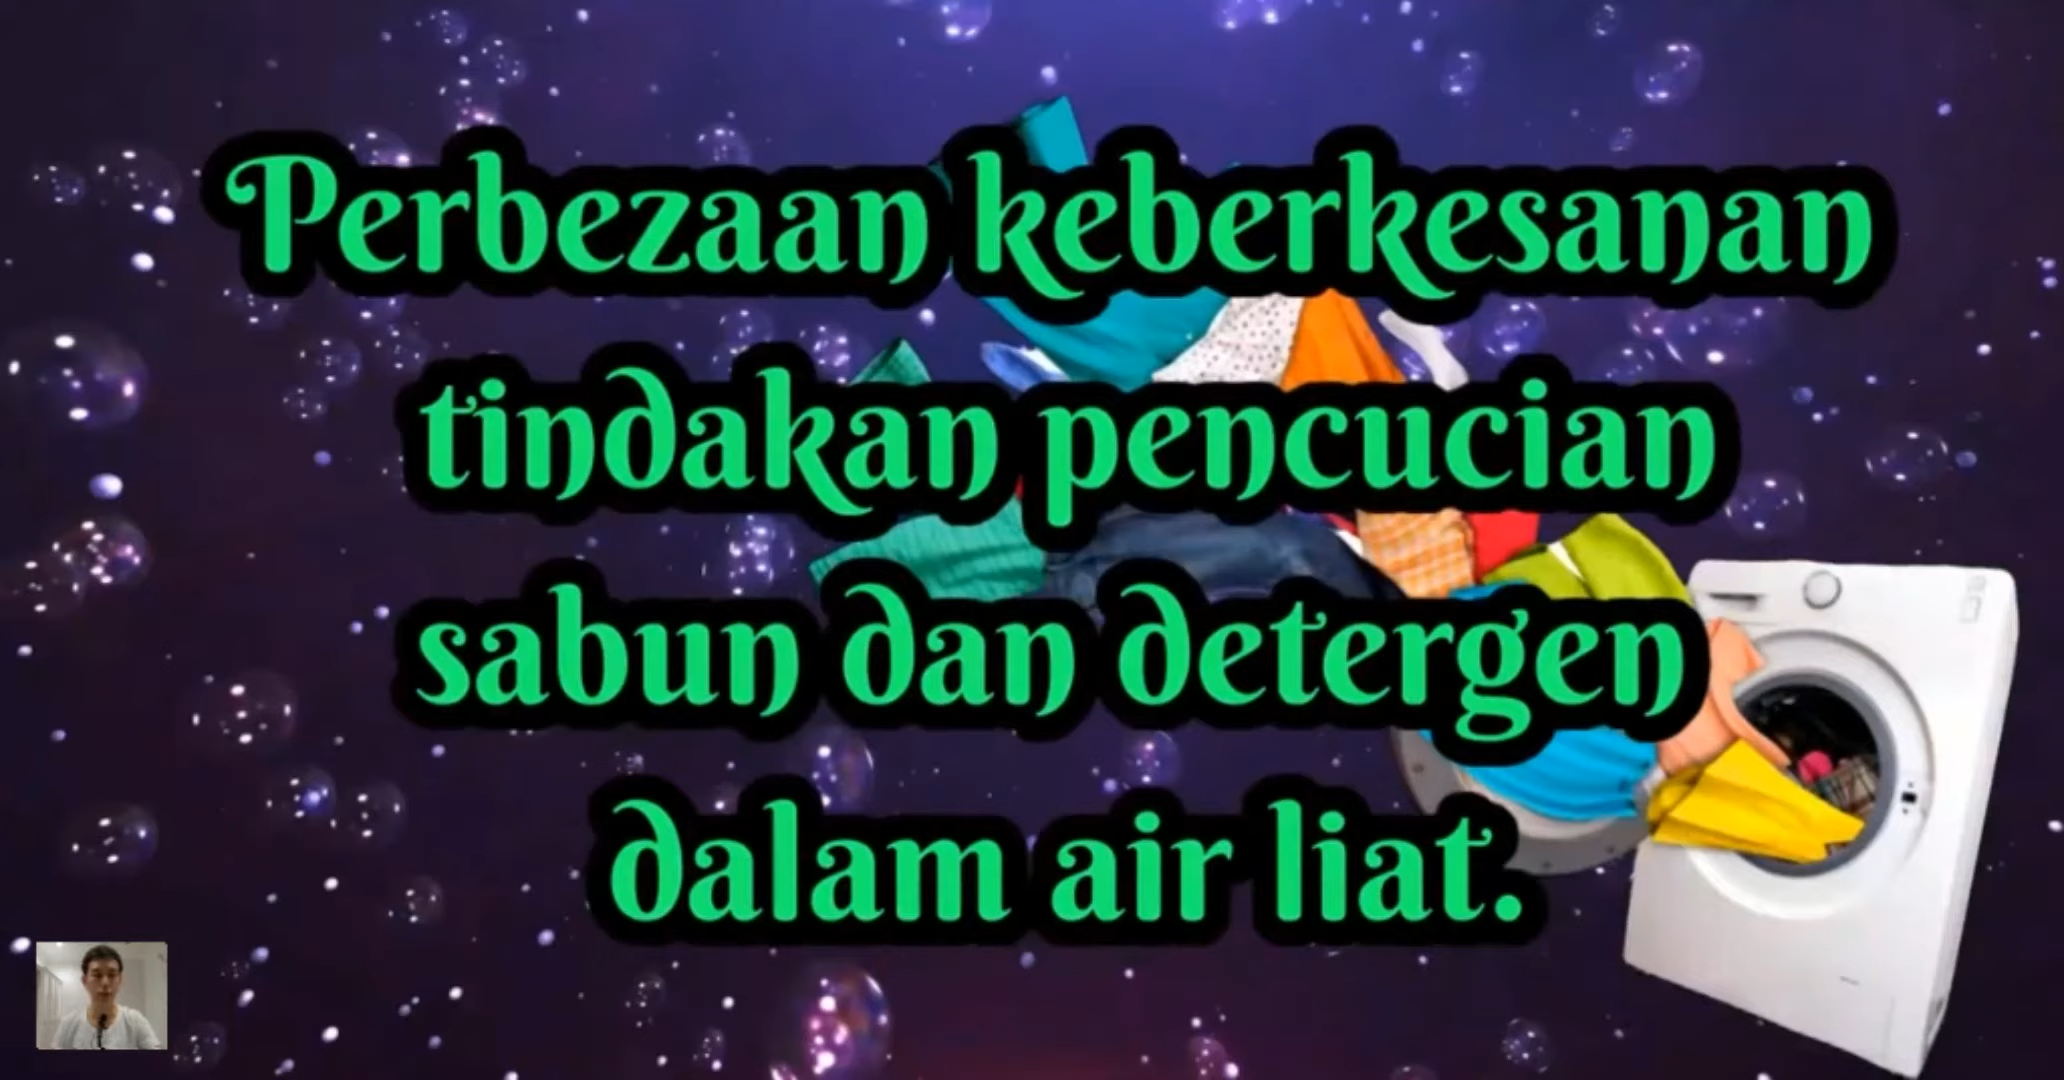 Perbezaan keberkesanan
tindakan pencucian
sabun dan detergen
dalam air liat.